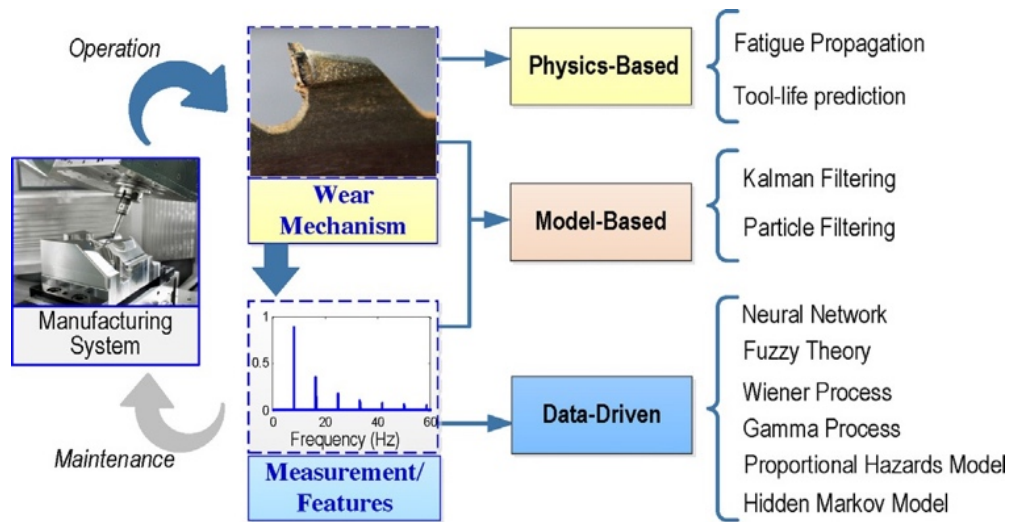 Operation
Manufacturing
System
Maintenance
Wear
Mechanism
1
0.5
0
0 20 40 60
Frequency (Hz)
Measurement/
Features
Physics-Based
Model-Based
Data-Driven
Fatigue Propagation
Tool-life prediction
Kalman Filtering
Particle Filtering
Neural Network
Fuzzy Theory
Wiener Process
Gamma Process
Proportional Hazards Model
Hidden Markov Model